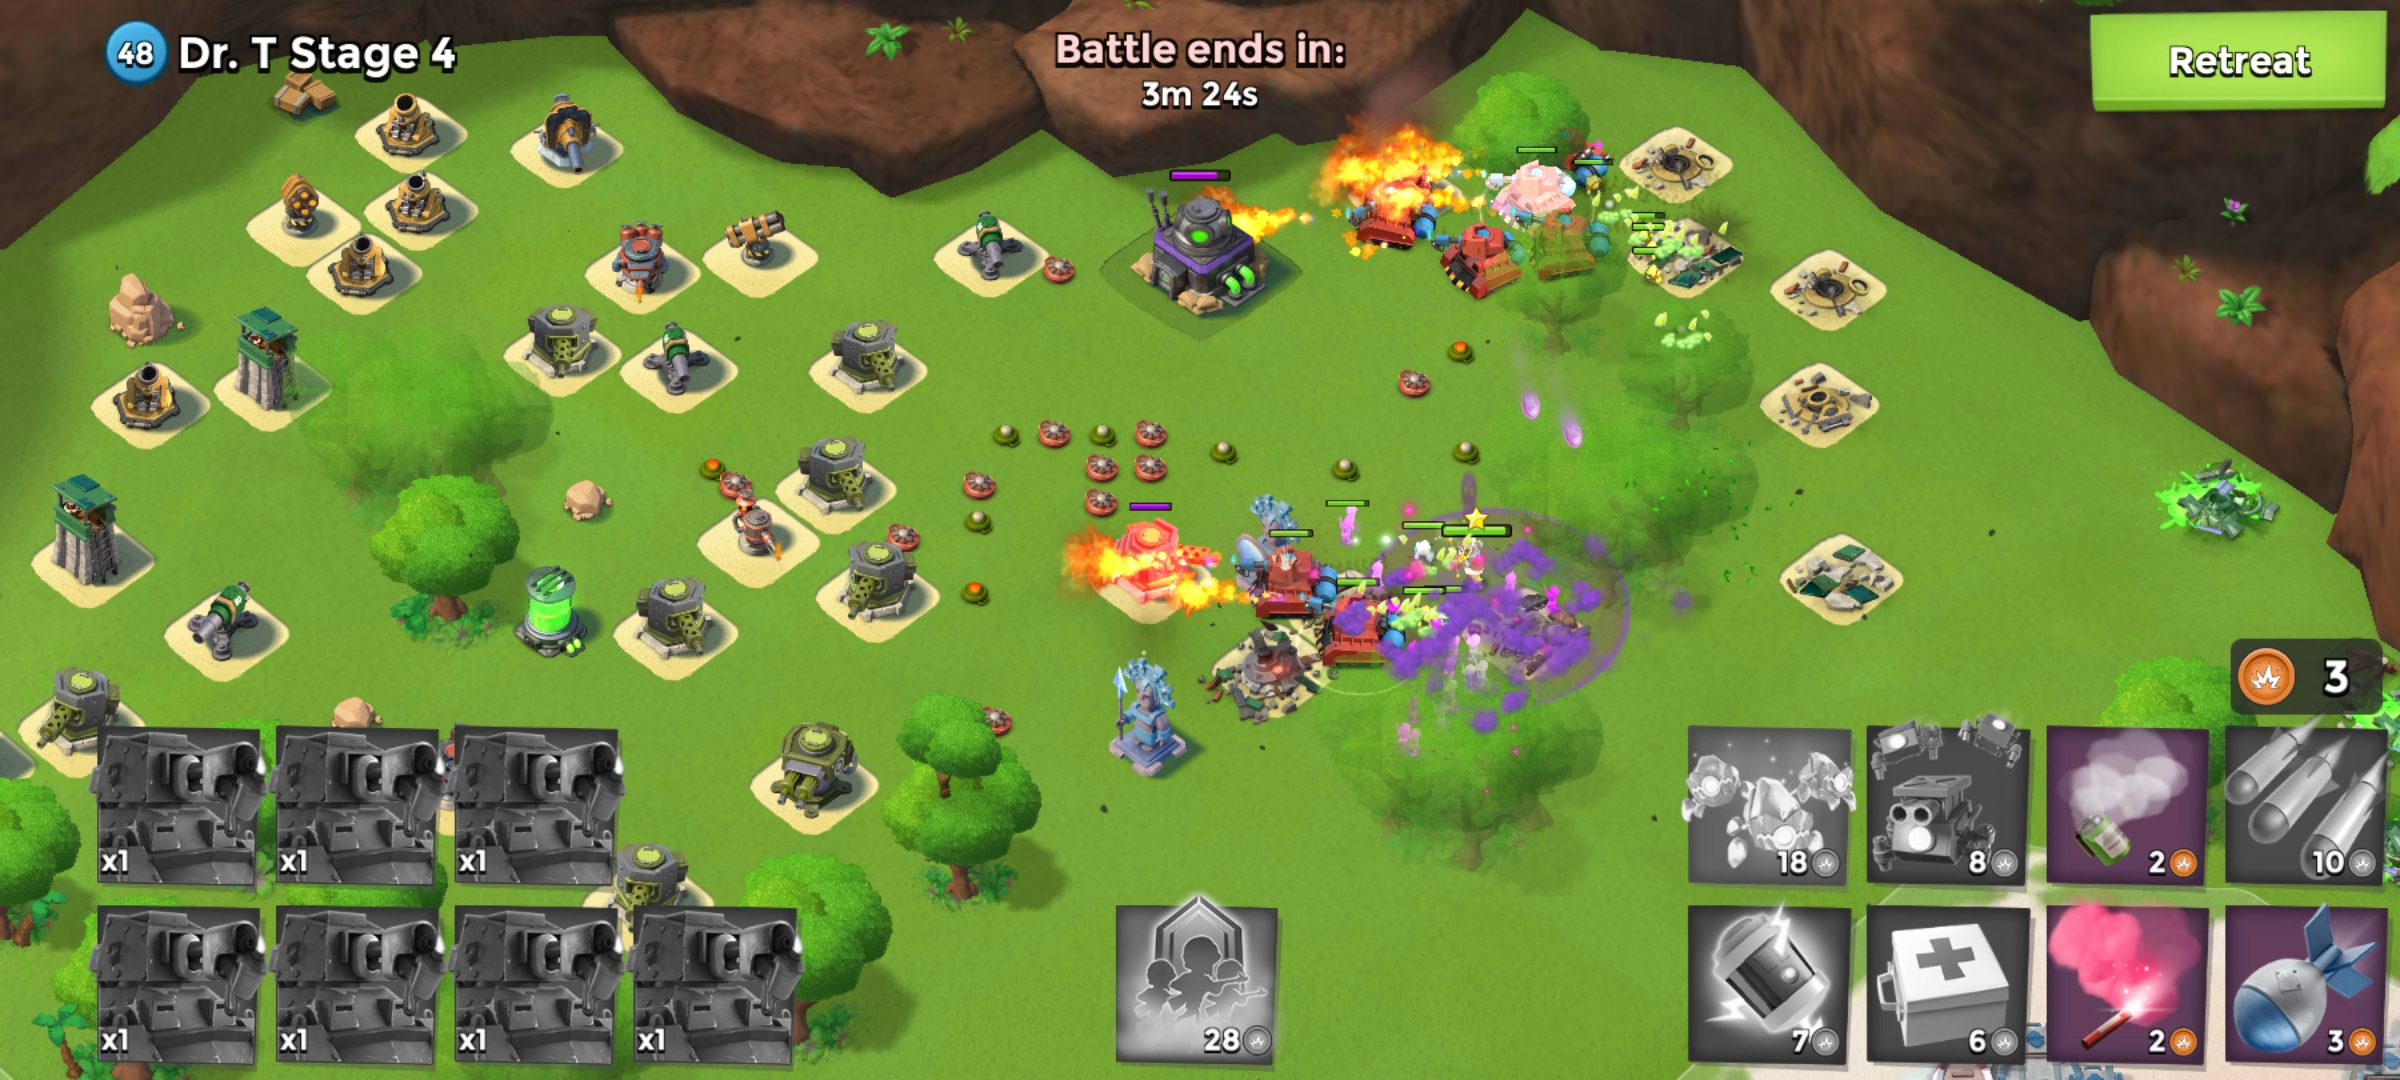 48 Dr. T Stage 4
Battle ends in:
3m 24s
Retreat
3
x1 x1 x1
18 8 2 10
x1 x1 x1 x1
28
7 6 2 3